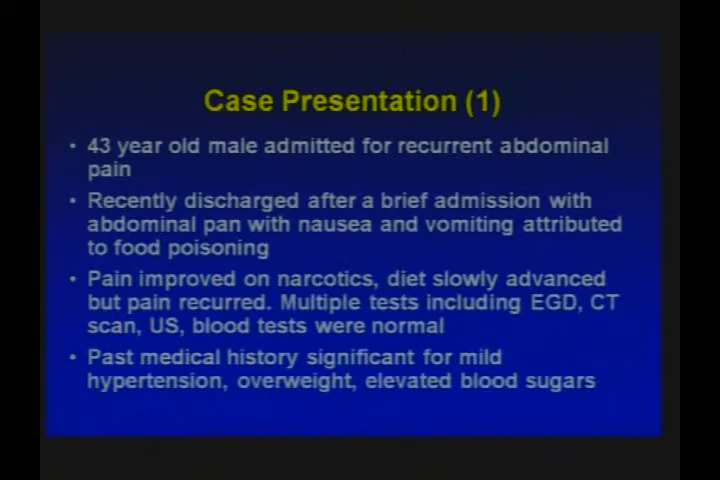 Case Presentation (1)
• 43 year old male admitted for recurrent abdominal
pain
• Recently discharged after a brief admission with
abdominal pan with nausea and vomiting attributed
to food poisoning
• Pain improved on narcotics, diet slowly advanced
but pain recurred. Multiple tests including EGD, CT
scan, US, blood tests were normal
• Past medical history significant for mild
hypertension, overweight, elevated blood sugars